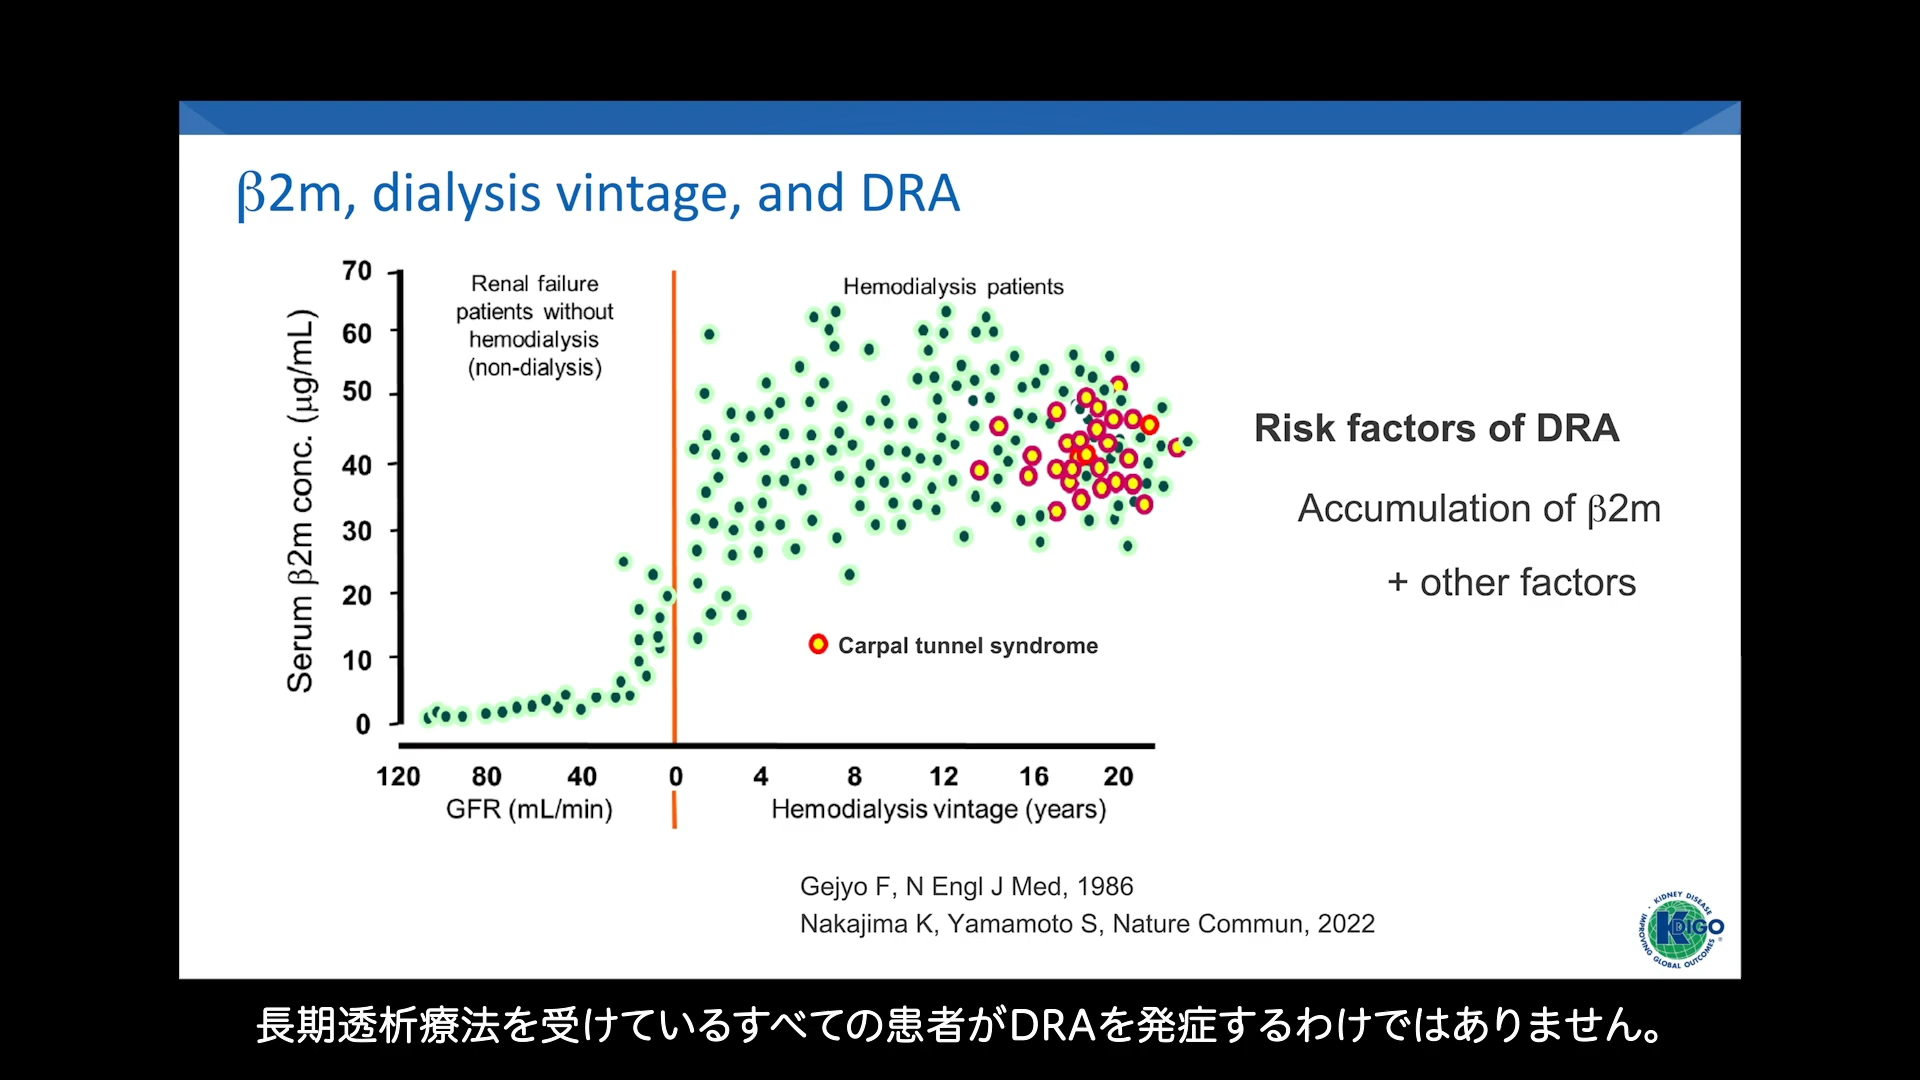 β2m, dialysis vintage, and DRA
Renal failure
patients without
hemodialysis
(non-dialysis)
Hemodialysis patients
Serum β2m conc. (μg/mL)
70
60
50
40
30
20
10
0
Carpal tunnel syndrome
120 80 40 0 4 8 12 16 20
GFR (mL/min)
Hemodialysis vintage (years)
Risk factors of DRA
Accumulation of β2m
+ other factors
Gejyo F, N Engl J Med, 1986
Nakajima K, Yamamoto S, Nature Commun, 2022
KIDNEY DISEASE
KDIGO
IMPROVING GLOBAL OUTCOMES
長期透析療法を受けているすべての患者がDRAを発症するわけではありません。